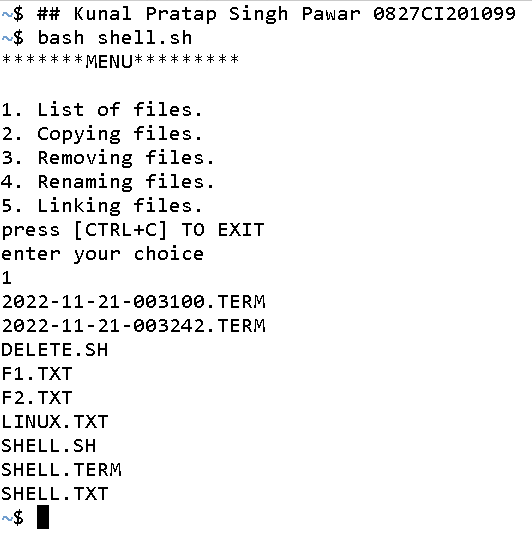 ~$ ## Kunal Pratap Singh Pawar 0827CI201099
~$ bash shell.sh
*******MENU*********
1. List of files.
2. Copying files.
3. Removing files.
4. Renaming files.
5. Linking files.
press [CTRL+C] TO EXIT
enter your choice
1
2022-11-21-003100.TERM
2022-11-21-003242.TERM
DELETE.SH
F1.TXT
F2.TXT
LINUX.TXT
SHELL.SH
SHELL.TERM
SHELL.TXT
~$